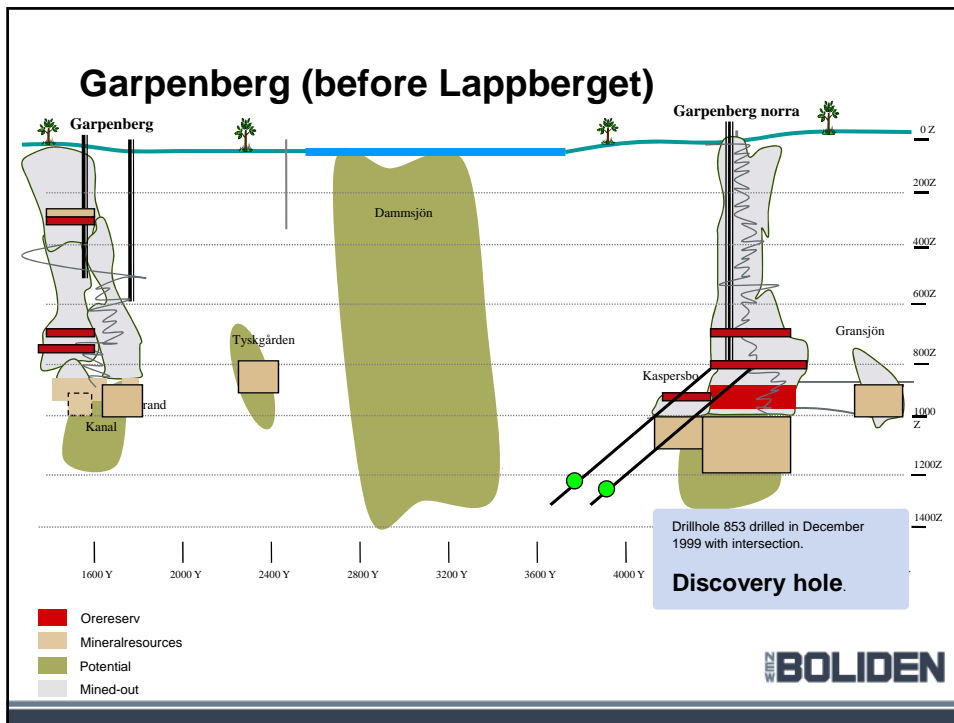 Garpenberg (before Lappberget)
Garpenberg
Garpenberg norra
0 Z
200Z
400Z
600Z
800Z
1000
Z
1200Z
1400Z
Dammsjön
Tyskgården
Gransjön
Kaspersbo
rand
Kanal
Drillhole 853 drilled in December
1999 with intersection.
Discovery hole.
1600 Y
2000 Y
2400 Y
2800 Y
3200 Y
3600 Y
4000 Y
Orereserv
Mineralresources
Potential
Mined-out
NEW BOLIDEN